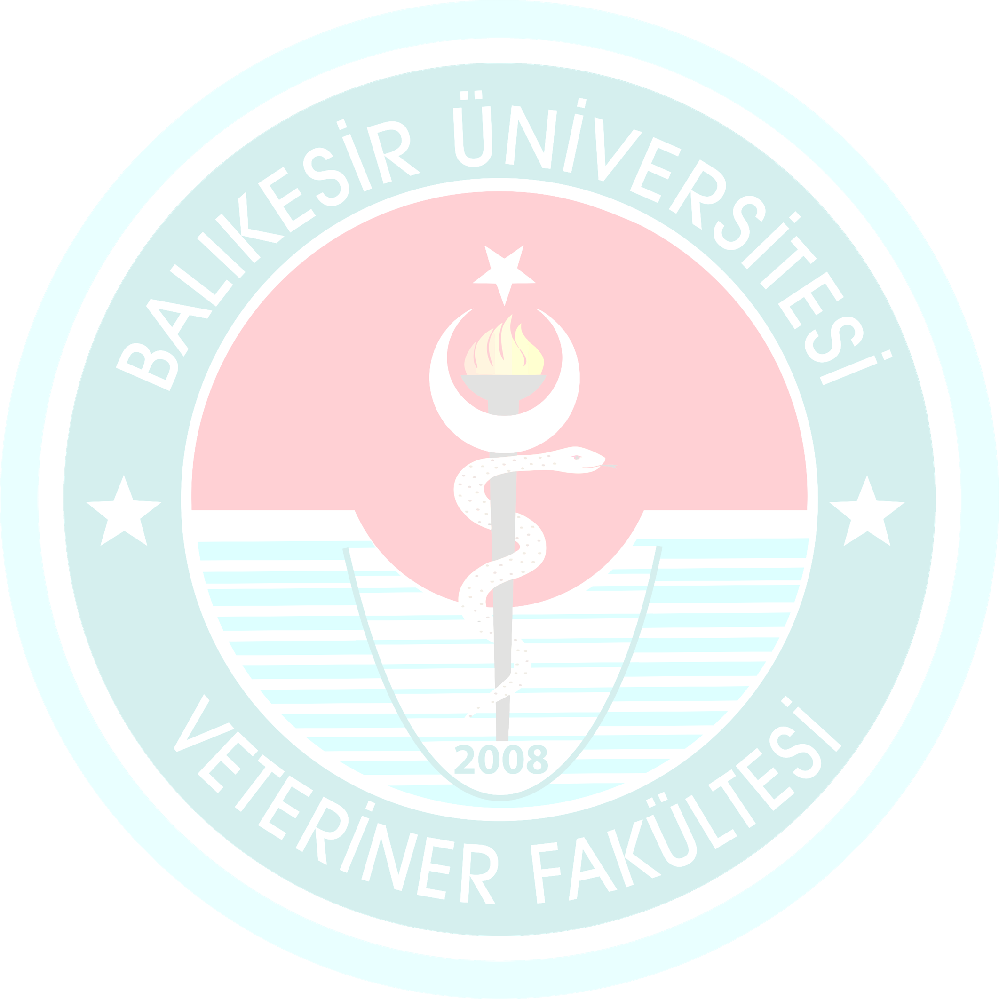 BALIKESİR ÜNİVERSİTESİ
2008
VETERİNER FAKÜLTESİ